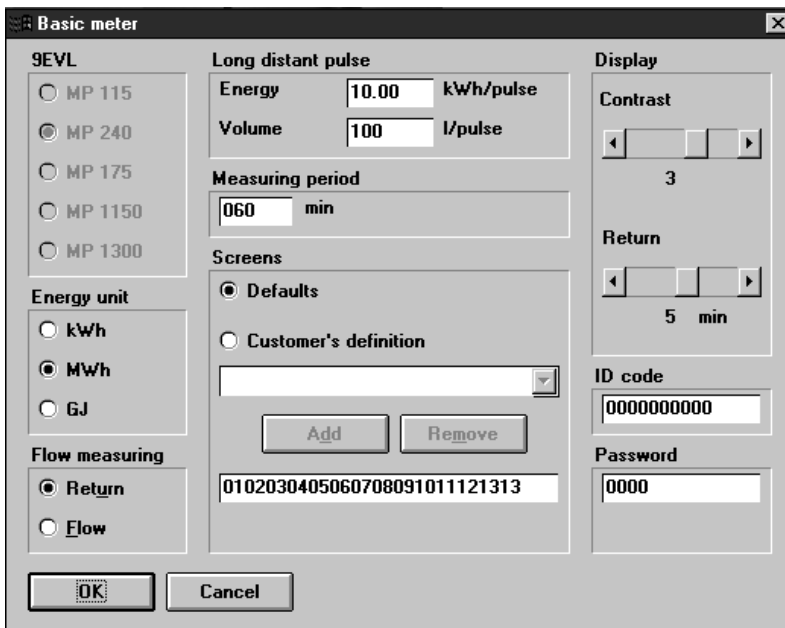 Basic meter
9EVL
MP 115
MP 240
MP 175
MP 1150
MP 1300
Energy unit
kWh
MWh
GJ
Flow measuring
Return
Flow
Long distant pulse
Energy 10.00 kWh/pulse
Volume 100 l/pulse
Measuring period
060 min
Screens
Defaults
Customer's definition
Add Remove
01020304050607080910111213​13
Display
Contrast
3
Return
5 min
ID code
0000000000
Password
0000
OK Cancel